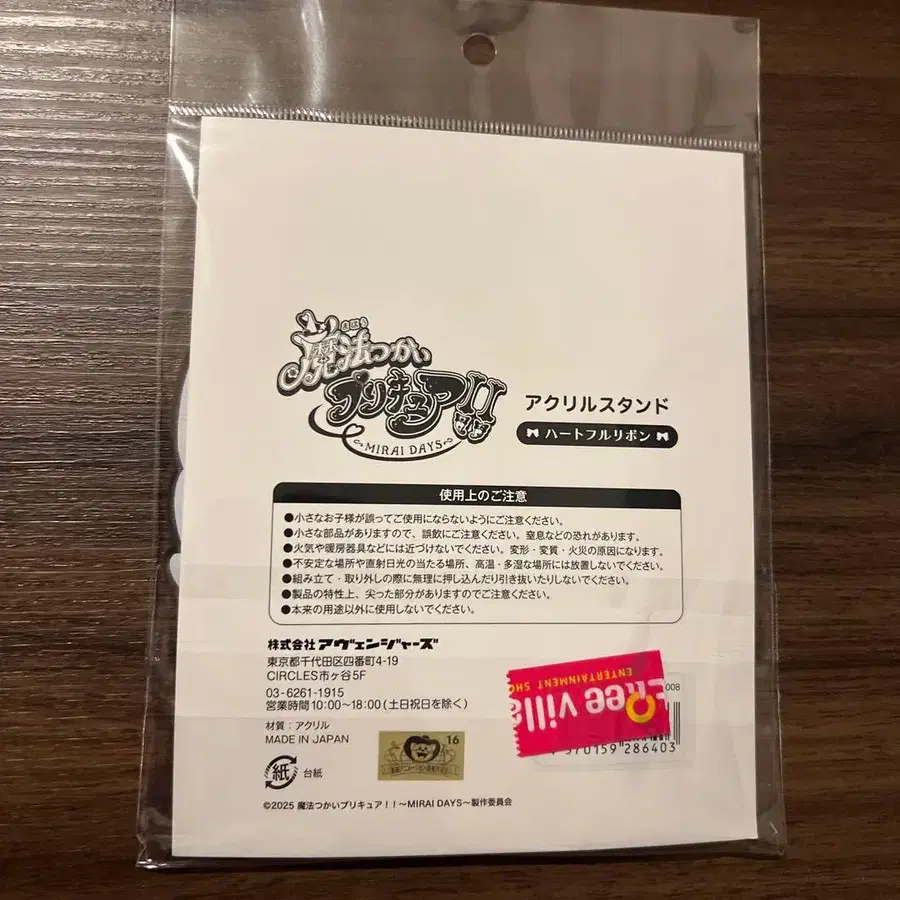 まほう
魔法つかい
プリキュア!!
~MIRAI DAYS~
アクリルスタンド
ハートフルリボン
使用上のご注意
●小さなお子様が誤ってご使用にならないようにご注意ください。
●小さな部品がありますので、誤飲にご注意ください。窒息などの恐れがあります。
●火気や暖房器具などには近づけないでください。変形・変質・火災の原因になります。
●不安定な場所や直射日光の当たる場所、高温・多湿な場所には放置しないでください。
●組み立て・取り外しの際に無理に押し込んだり引き抜いたりしないでください。
●製品の特性上、尖った部分がありますのでご注意ください。
●本来の用途以外に使用しないでください。
株式会社アヴェンジャーズ
東京都千代田区四番町4-19
CIRCLES市ヶ谷5F
03-6261-1915
営業時間10:00~18:00(土日祝日を除く)
材質:アクリル
MADE IN JAPAN
16
紙
台紙
ENTERTAINMENT SHO
ee villa
008
570159 286403
©2025 魔法つかいプリキュア!!~MIRAI DAYS~製作委員会